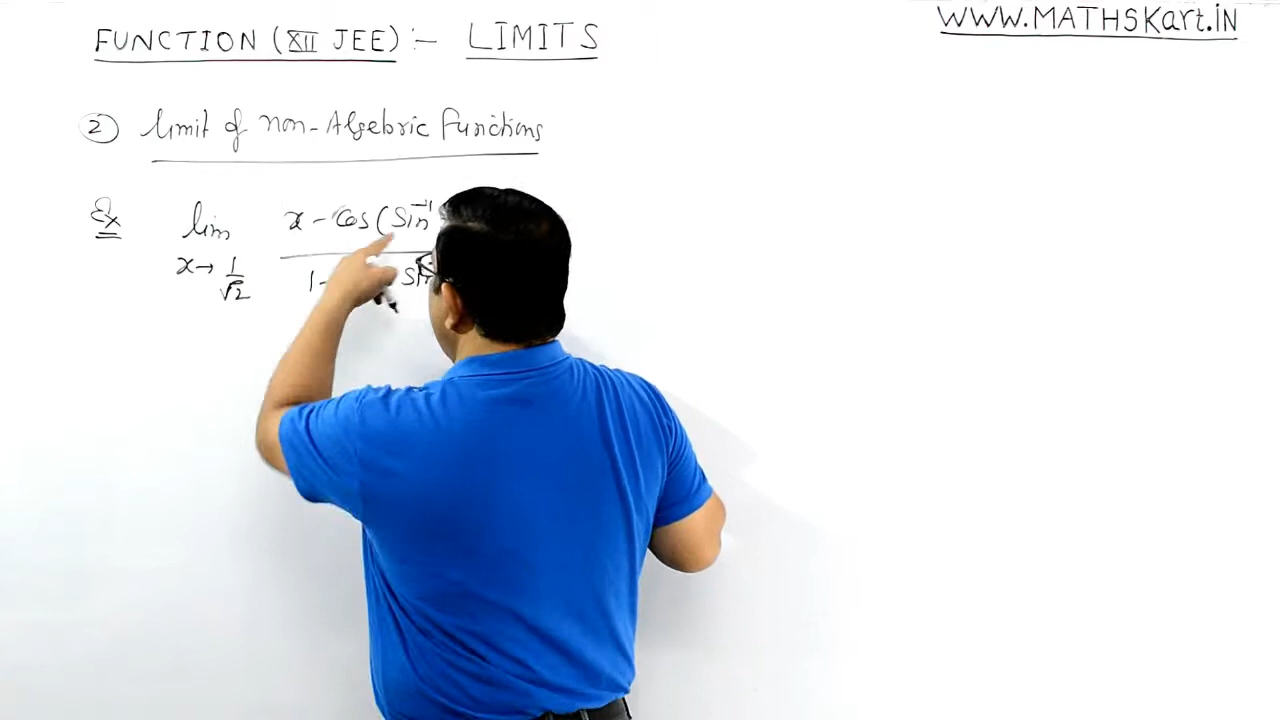 FUNCTION (XII JEE) :- LIMITS
WWW.MATHSKart.iN
2 limit of non-Algebric Functions
Ex lim x→1/√2 x - Cos (Sin⁻¹
1 -